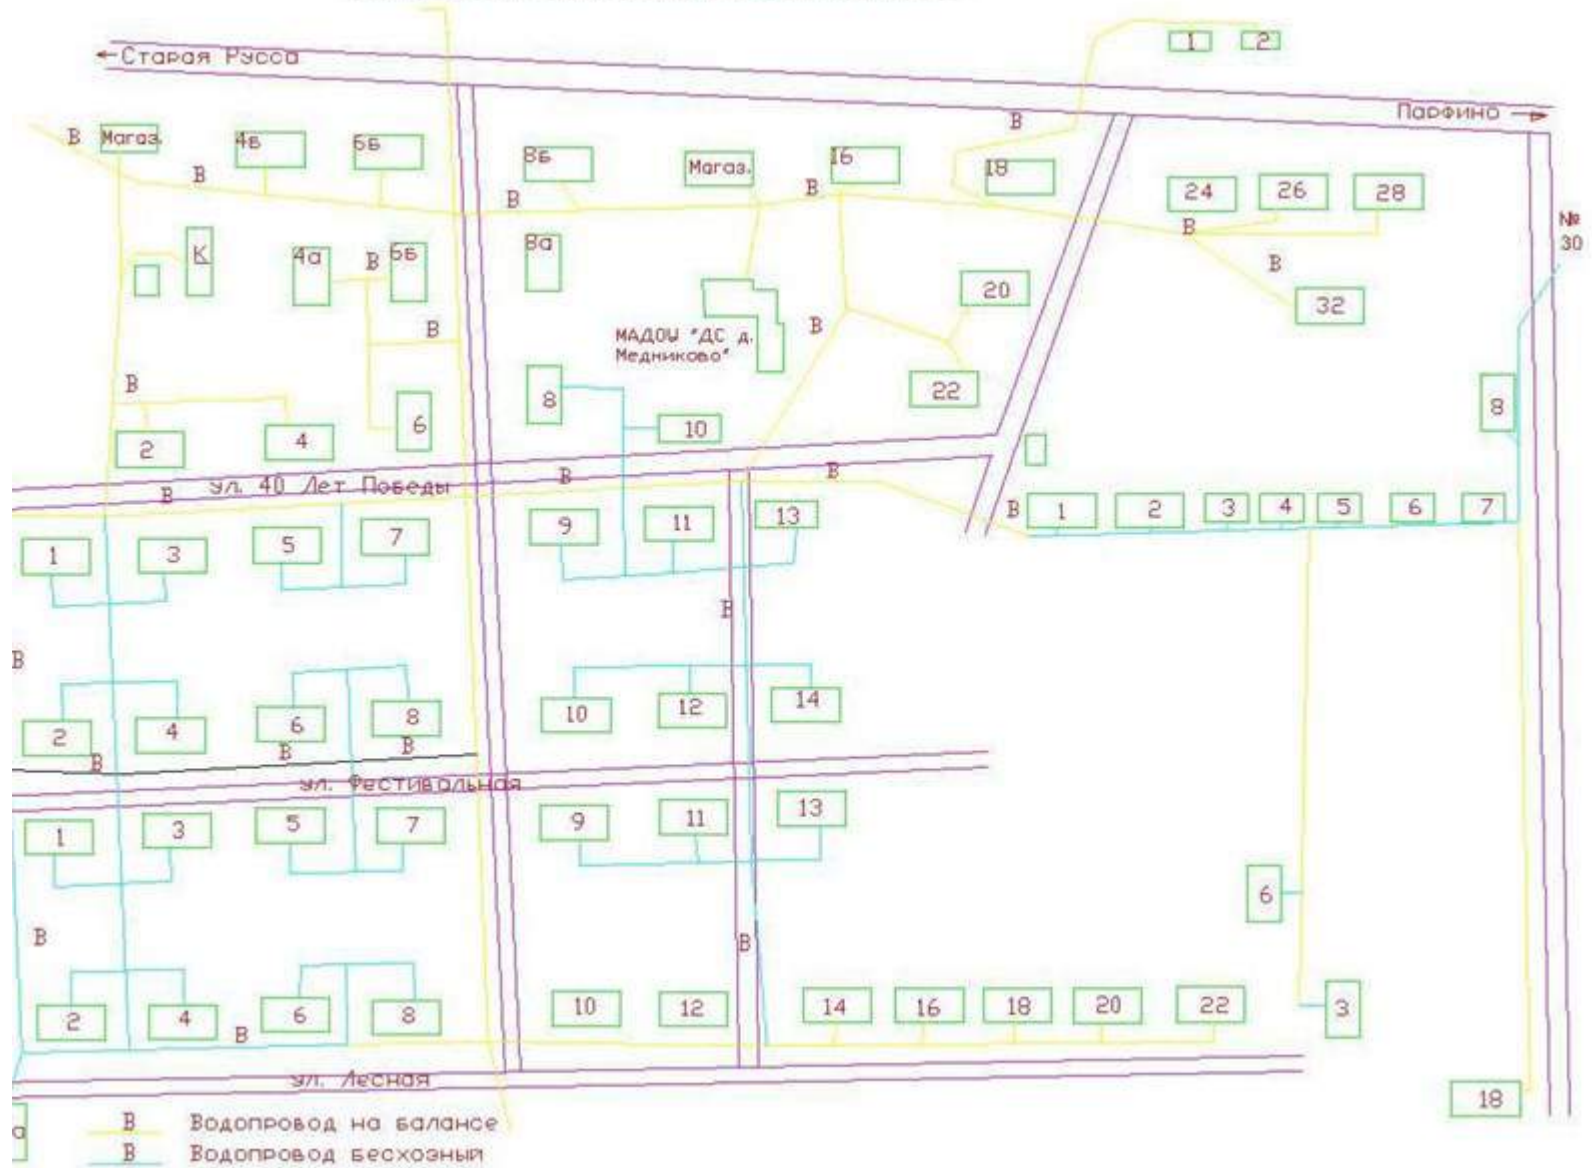 1 2
←Старая Русса
Парфино →
В Магаз. 4в 6Б 8Б Магаз. 16 В 18
В В В 24 26 28
В №
30
К 4а В 6Б 8а В 32
20
В МАДОУ "ДС д.
Медниково"
В
В 8 22 8
2 4 6 10
ул. 40 Лет Победы В В
В В 1 2 3 4 5 6 7
1 3 5 7 9 11 13
В
В
2 4 6 8 10 12 14
В В В
ул. Фестивальная
1 3 5 7 9 11 13
6
В В
2 4 6 8 10 12 14 16 18 20 22 3
В
ул. Лесная
18
а
В Водопровод на балансе
В Водопровод бесхозный